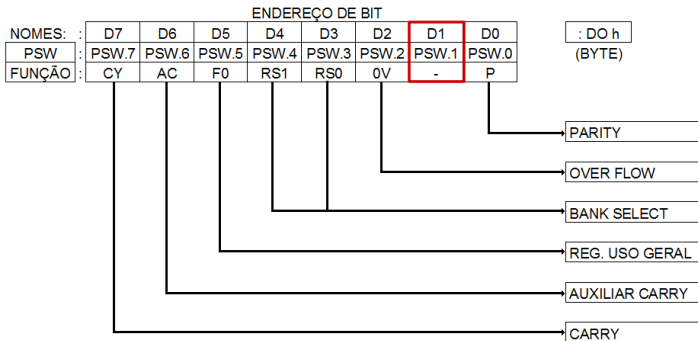 ENDEREÇO DE BIT
NOMES: : D7 D6 D5 D4 D3 D2 D1 D0 : DO h
PSW : PSW.7 PSW.6 PSW.5 PSW.4 PSW.3 PSW.2 PSW.1 PSW.0 (BYTE)
FUNÇÃO : CY AC F0 RS1 RS0 0V - P
PARITY
OVER FLOW
BANK SELECT
REG. USO GERAL
AUXILIAR CARRY
CARRY